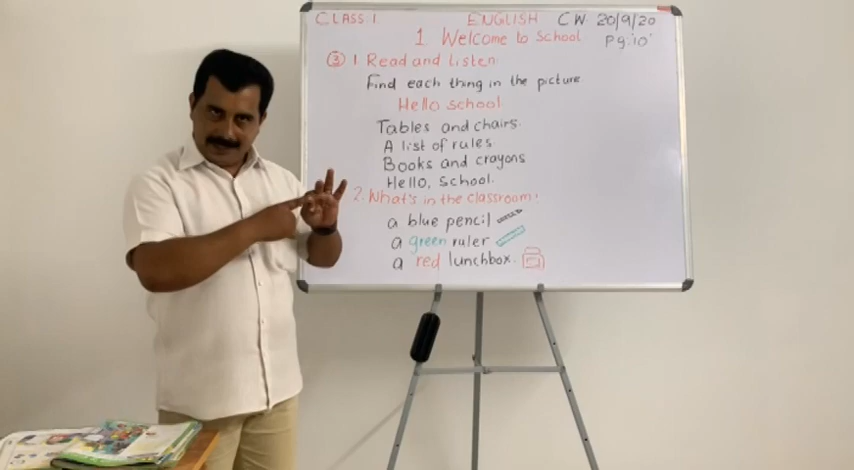 CLASS: 1 ENGLISH C W 20/9/20
1. Welcome to School Pg:10
③ 1. Read and listen
Find each thing in the picture
Hello school
Tables and chairs.
A list of rules
Books and crayons
Hello, School.
2. What's in the classroom?
a blue pencil
a green ruler
a red lunchbox.